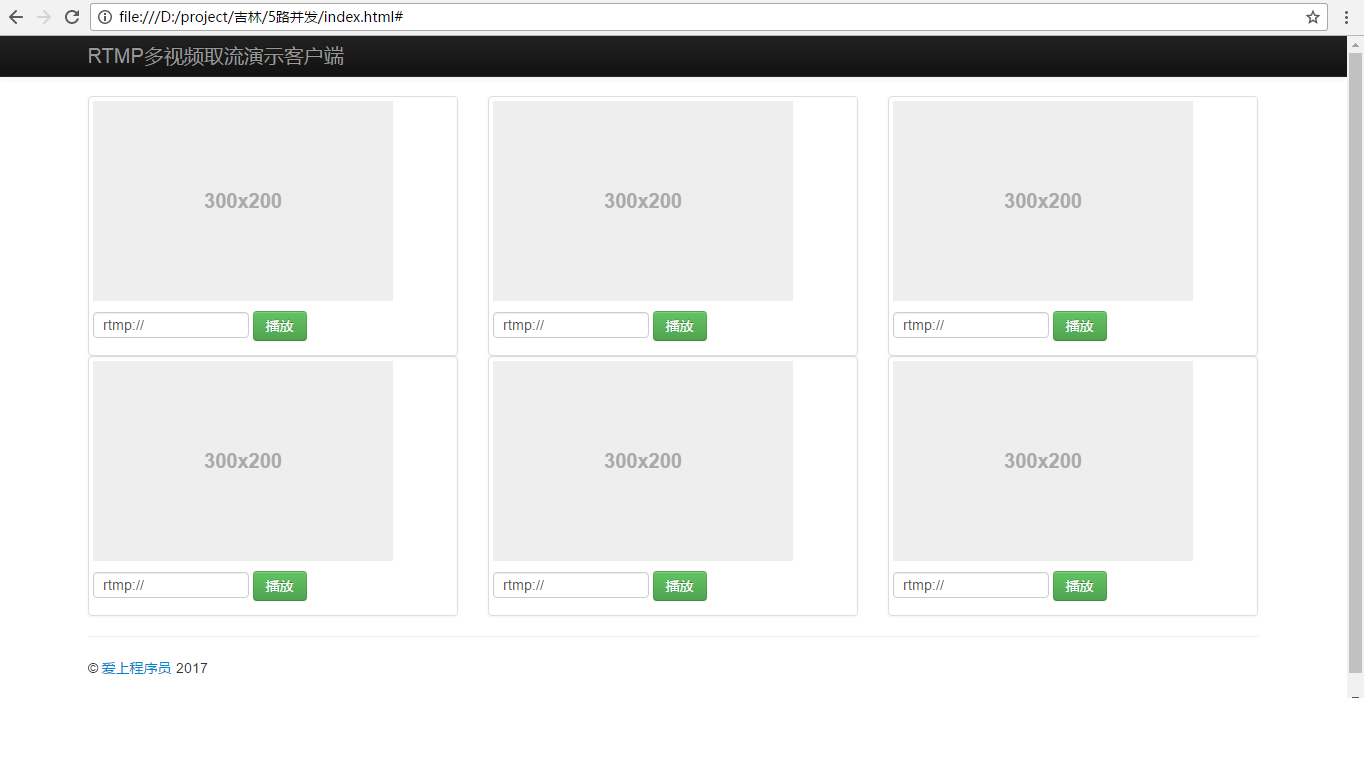 file:///D:/project/吉林/5路并发/index.html#
RTMP多视频取流演示客户端
300x200 300x200 300x200
rtmp:// 播放 rtmp:// 播放 rtmp:// 播放
300x200 300x200 300x200
rtmp:// 播放 rtmp:// 播放 rtmp:// 播放
© 爱上程序员 2017